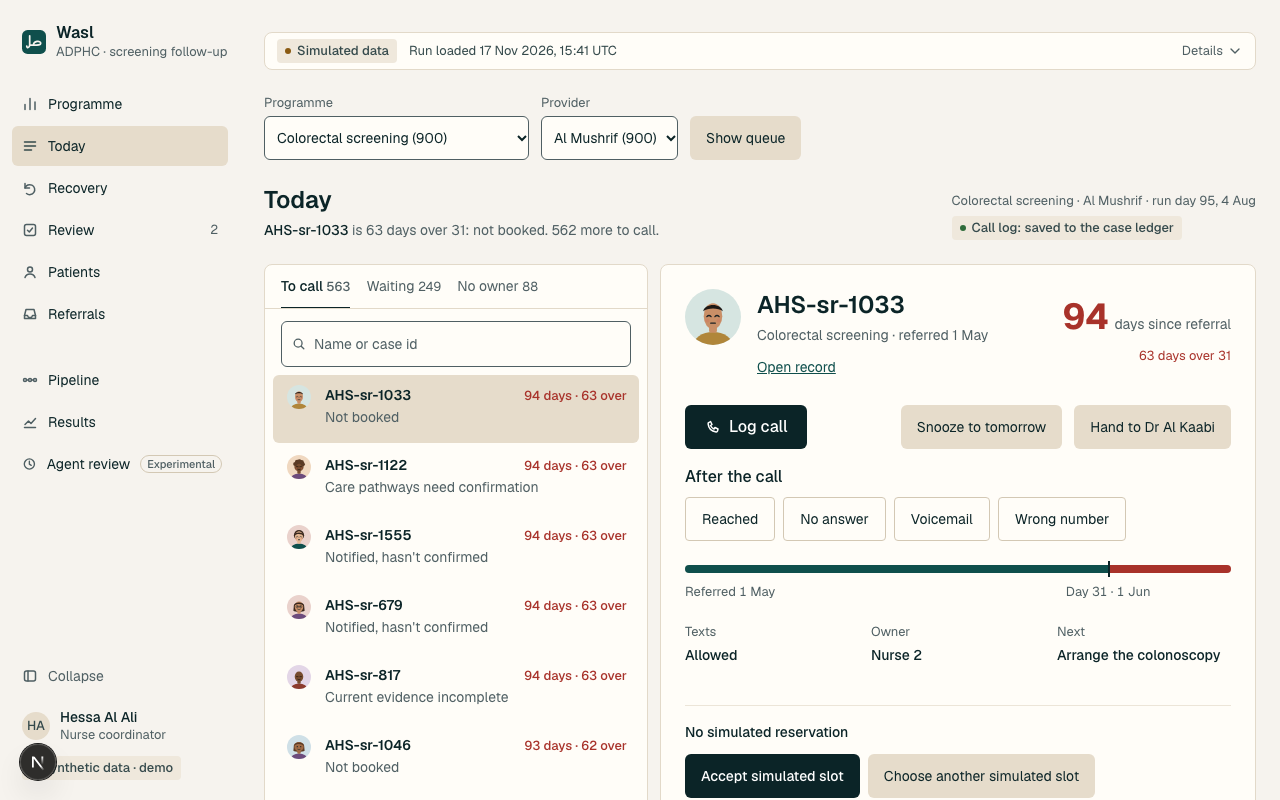 صل
Wasl
ADPHC · screening follow-up
Programme
Today
Recovery
Review 2
Patients
Referrals
Pipeline
Results
Agent review Experimental
Collapse
HA
Hessa Al Ali
Nurse coordinator
N
nthetic data · demo
Simulated data Run loaded 17 Nov 2026, 15:41 UTC Details
Programme Provider
Colorectal screening (900) Al Mushrif (900) Show queue
Today
AHS-sr-1033 is 63 days over 31: not booked. 562 more to call.
Colorectal screening · Al Mushrif · run day 95, 4 Aug
Call log: saved to the case ledger
To call 563 Waiting 249 No owner 88
Name or case id
AHS-sr-1033 94 days · 63 over
Not booked
AHS-sr-1122 94 days · 63 over
Care pathways need confirmation
AHS-sr-1555 94 days · 63 over
Notified, hasn't confirmed
AHS-sr-679 94 days · 63 over
Notified, hasn't confirmed
AHS-sr-817 94 days · 63 over
Current evidence incomplete
AHS-sr-1046 93 days · 62 over
Not booked
AHS-sr-1033
Colorectal screening · referred 1 May
Open record
94 days since referral
63 days over 31
Log call Snooze to tomorrow Hand to Dr Al Kaabi
After the call
Reached No answer Voicemail Wrong number
Referred 1 May Day 31 · 1 Jun
Texts Owner Next
Allowed Nurse 2 Arrange the colonoscopy
No simulated reservation
Accept simulated slot Choose another simulated slot